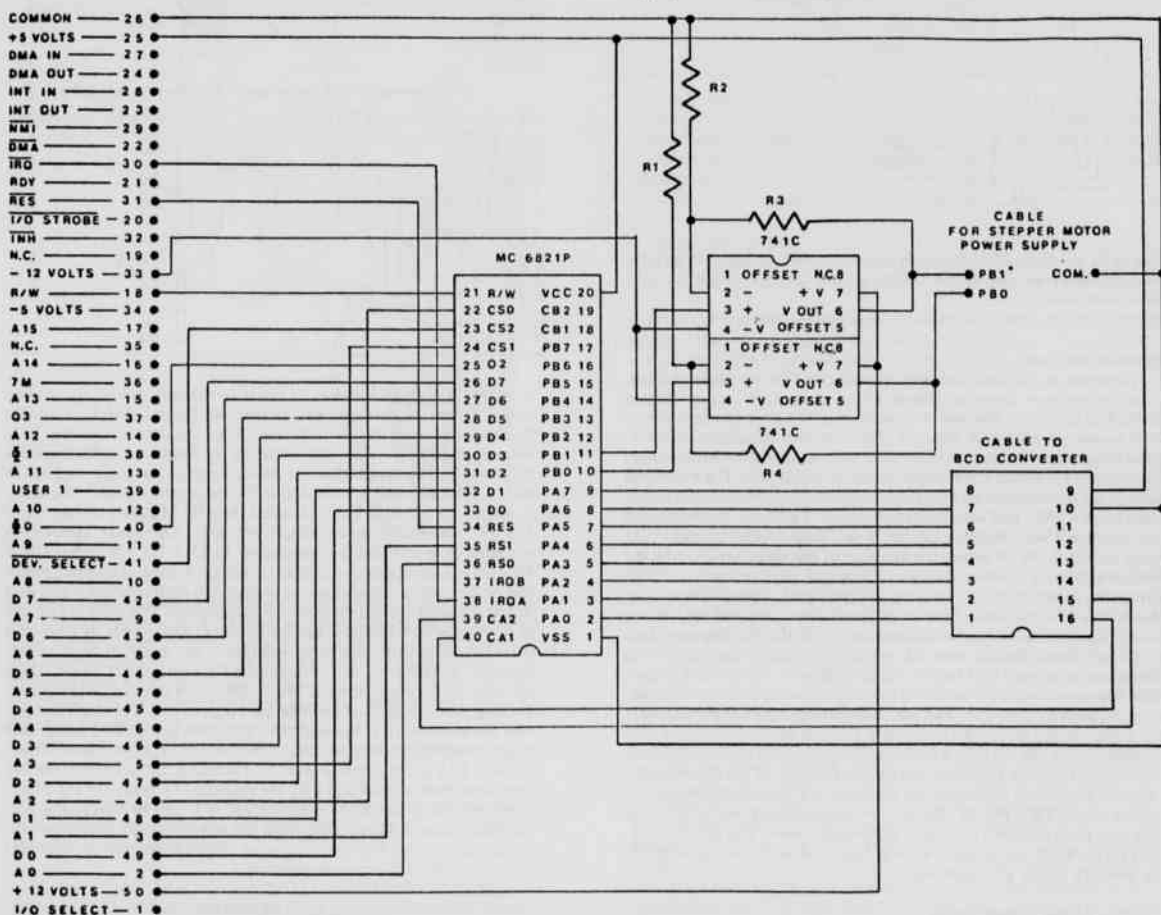 COMMON 26
+5 VOLTS 25
DMA IN 27
DMA OUT 24
INT IN 28
INT OUT 23
NMI 29
DMA 22
IRQ 30
RDY 21
RES 31
I/O STROBE 20
INH 32
N.C. 19
- 12 VOLTS 33
R/W 18
-5 VOLTS 34
A15 17
N.C. 35
A14 16
7M 36
A13 15
Q3 37
A12 14
Φ1 38
A 11 13
USER 1 39
A 10 12
Φ0 40
A9 11
DEV. SELECT 41
A8 10
D7 42
A7 9
D6 43
A6 8
D5 44
A5 7
D4 45
A4 6
D3 46
A3 5
D2 47
A2 4
D1 48
A1 3
D0 49
A0 2
+ 12 VOLTS 50
I/O SELECT 1
R2
R1
R3
741C
1 OFFSET N.C.8
2 - + V 7
3 + V OUT 6
4 -V OFFSET 5
1 OFFSET N.C.8
2 - + V 7
3 + V OUT 6
4 -V OFFSET 5
741C
R4
CABLE
FOR STEPPER MOTOR
POWER SUPPLY
PB1* COM.
PB0
MC 6821P
21 R/W VCC 20
22 CS0 CB2 19
23 CS2 CB1 18
24 CS1 PB7 17
25 O2 PB6 16
26 D7 PB5 15
27 D6 PB4 14
28 D5 PB3 13
29 D4 PB2 12
30 D3 PB1 11
31 D2 PB0 10
32 D1 PA7 9
33 D0 PA6 8
34 RES PA5 7
35 RS1 PA4 6
36 RS0 PA3 5
37 IRQB PA2 4
38 IRQA PA1 3
39 CA2 PA0 2
40 CA1 VSS 1
CABLE TO
BCD CONVERTER
8 9
7 10
6 11
5 12
4 13
3 14
2 15
1 16